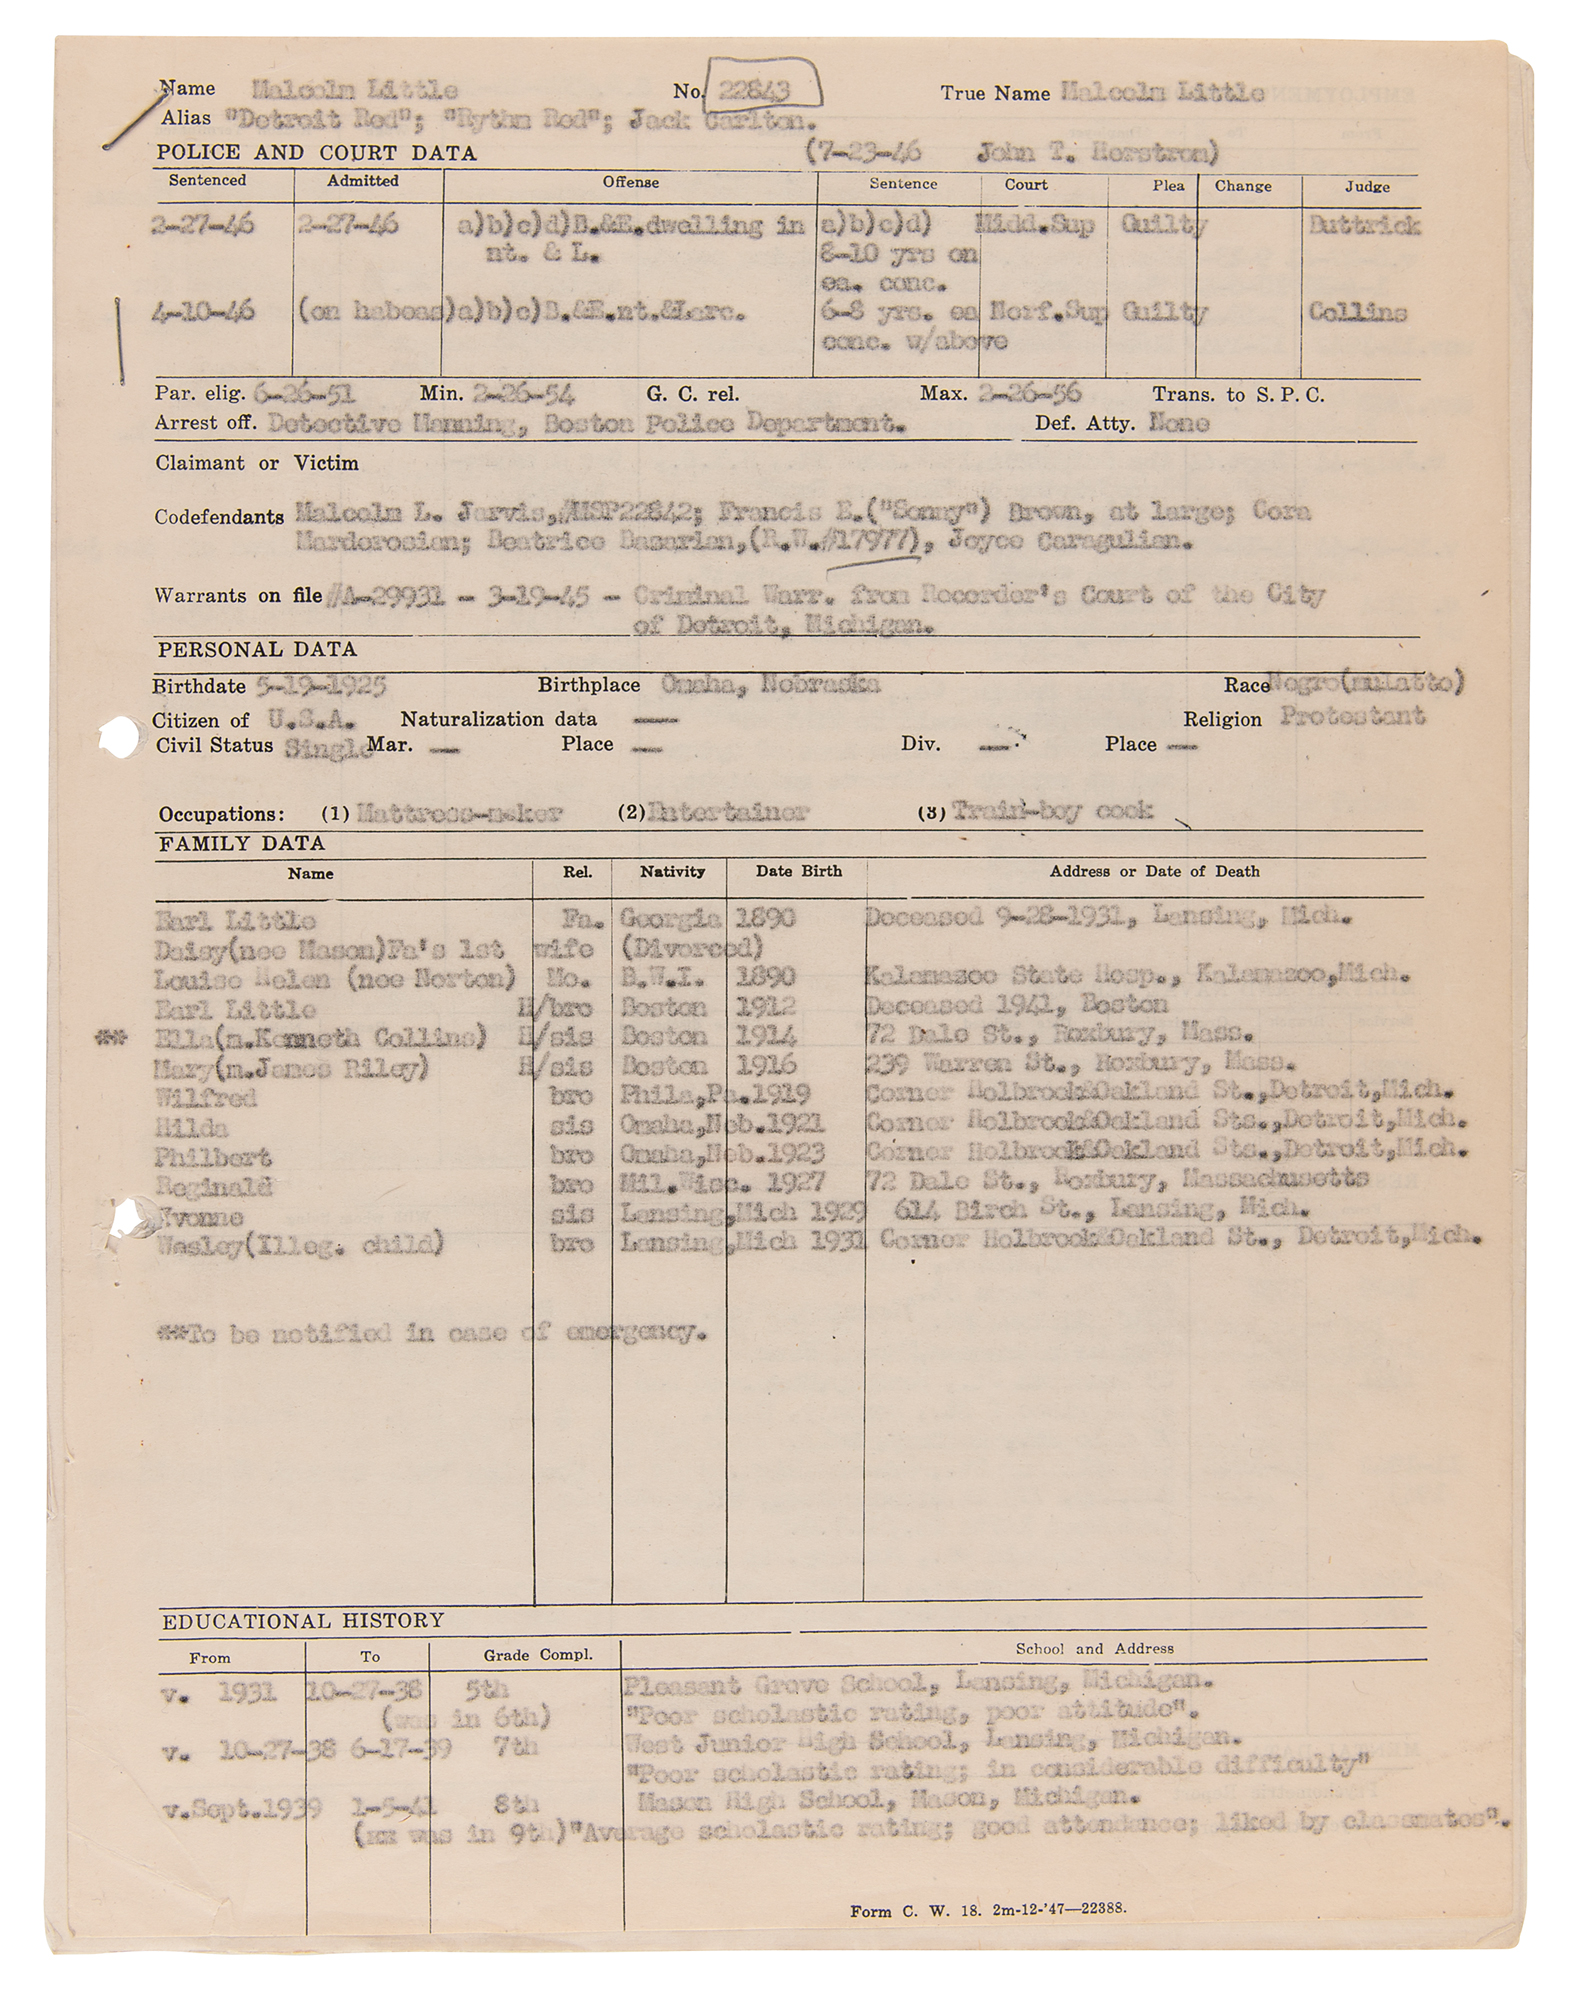 Name Malcolm Little No. 22843 True Name Malcolm Little
Alias "Detroit Red"; "Rythm Red"; Jack Carlton.
POLICE AND COURT DATA (7-23-46 John T. Horstrom)
Sentenced Admitted Offense Sentence Court Plea Change Judge
2-27-46 2-27-46 a)b)c)d)B.&E.dwelling in a)b)c)d) Midd.Sup Guilty Buttrick
nt. & L. 8-10 yrs on
ea. conc.
4-10-46 (on habeas)a)b)c)B.&E.nt.&Larc. 6-8 yrs. ea Norf.Sup Guilty Collins
conc. w/above
Par. elig. 6-26-51 Min. 2-26-54 G. C. rel. Max. 2-26-56 Trans. to S. P. C.
Arrest off. Detective Manning, Boston Police Department. Def. Atty. None
Claimant or Victim
Codefendants Malcolm L. Jarvis,#MSP22842; Francis E.("Sonny") Brown, at large; Cora
Marderosian; Beatrice Bazarian,(R.W.#17977), Joyce Caragulian.
Warrants on file #A-29931 - 3-19-45 - Criminal Warr. from Recorder's Court of the City
of Detroit, Michigan.
PERSONAL DATA
Birthdate 5-19-1925 Birthplace Omaha, Nebraska Race Negro(mulatto)
Citizen of U.S.A. Naturalization data — Religion Protestant
Civil Status Single Mar. — Place — Div. — Place —
Occupations: (1) Mattress-maker (2) Entertainer (3) Train-boy cook
FAMILY DATA
Name Rel. Nativity Date Birth Address or Date of Death
Earl Little Fa. Georgia 1890 Deceased 9-28-1931, Lansing, Mich.
Daisy(nee Mason)Fa's 1st wife (Divorced)
Louise Helen (nee Norton) Mo. B.W.I. 1890 Kalamazoo State Hosp., Kalamazoo,Mich.
Earl Little H/bro Boston 1912 Deceased 1941, Boston
** Ella(m.Kenneth Collins) H/sis Boston 1914 72 Dale St., Roxbury, Mass.
Mary(m.James Riley) H/sis Boston 1916 239 Warren St., Roxbury, Mass.
Wilfred bro Phila,Pa.1919 Corner Holbrook&Oakland St.,Detroit,Mich.
Hilda sis Omaha,Neb.1921 Corner Holbrook&Oakland Sts.,Detroit,Mich.
Philbert bro Omaha,Neb.1923 Corner Holbrook&Oakland Sts.,Detroit,Mich.
Reginald bro Mil.Wisc. 1927 72 Dale St., Roxbury, Massachusetts
Yvonne sis Lansing,Mich 1929 614 Birch St., Lansing, Mich.
Wesley(Illeg. child) bro Lansing,Mich 1931 Corner Holbrook&Oakland St., Detroit,Mich.
**To be notified in case of emergency.
EDUCATIONAL HISTORY
From To Grade Compl. School and Address
v. 1931 10-27-38 5th Pleasant Grove School, Lansing, Michigan.
(was in 6th) "Poor scholastic rating, poor attitude".
v. 10-27-38 6-17-39 7th West Junior High School, Lansing, Michigan.
"Poor scholastic rating; in considerable difficulty"
v.Sept.1939 1-5-41 8th Mason High School, Mason, Michigan.
(xx was in 9th)"Average scholastic rating; good attendance; liked by classmates".
Form C. W. 18. 2m-12-'47—22388.